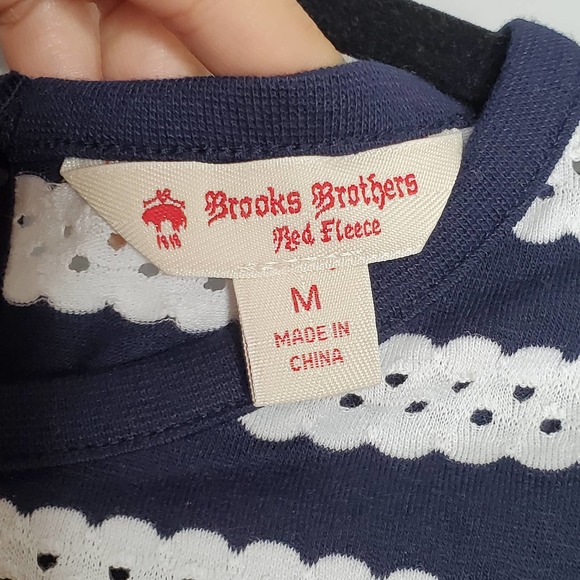 Brooks Brothers
Red Fleece
1818
M
MADE IN
CHINA